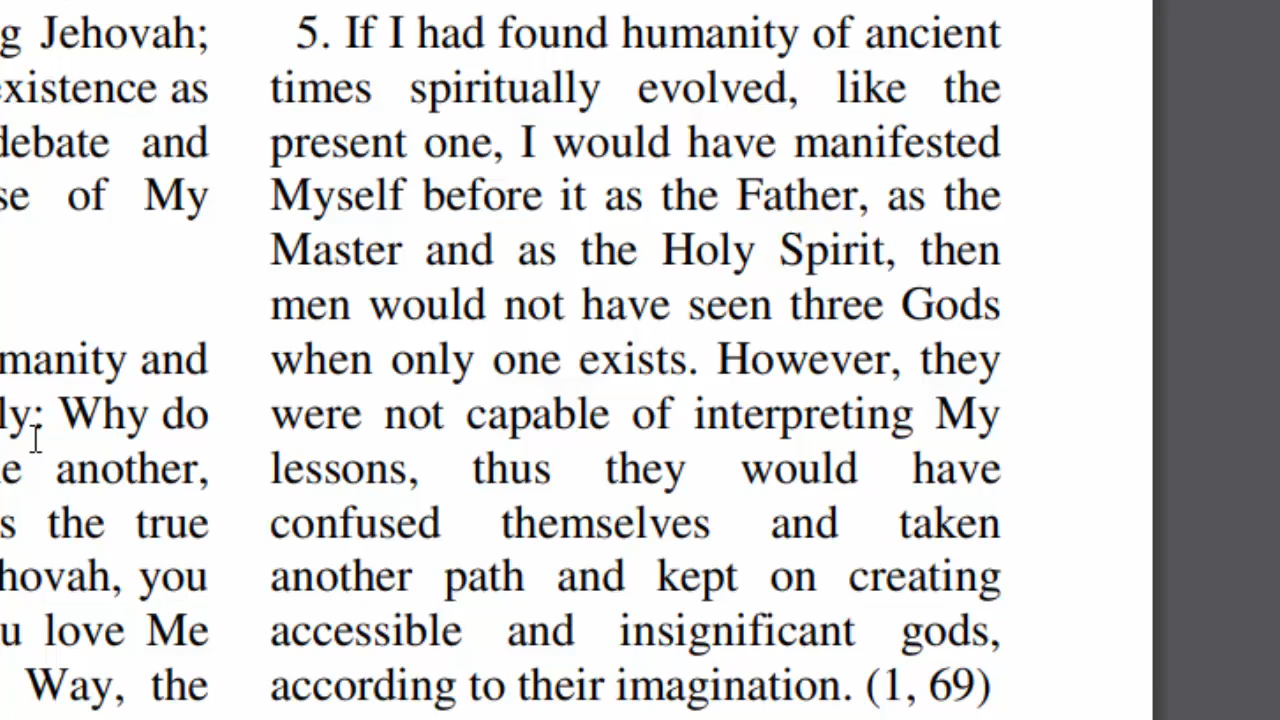 g Jehovah;
existence as
debate and
se of My
manity and
ly: Why do
e another,
s the true
hovah, you
u love Me
Way, the
5. If I had found humanity of ancient
times spiritually evolved, like the
present one, I would have manifested
Myself before it as the Father, as the
Master and as the Holy Spirit, then
men would not have seen three Gods
when only one exists. However, they
were not capable of interpreting My
lessons, thus they would have
confused themselves and taken
another path and kept on creating
accessible and insignificant gods,
according to their imagination. (1, 69)